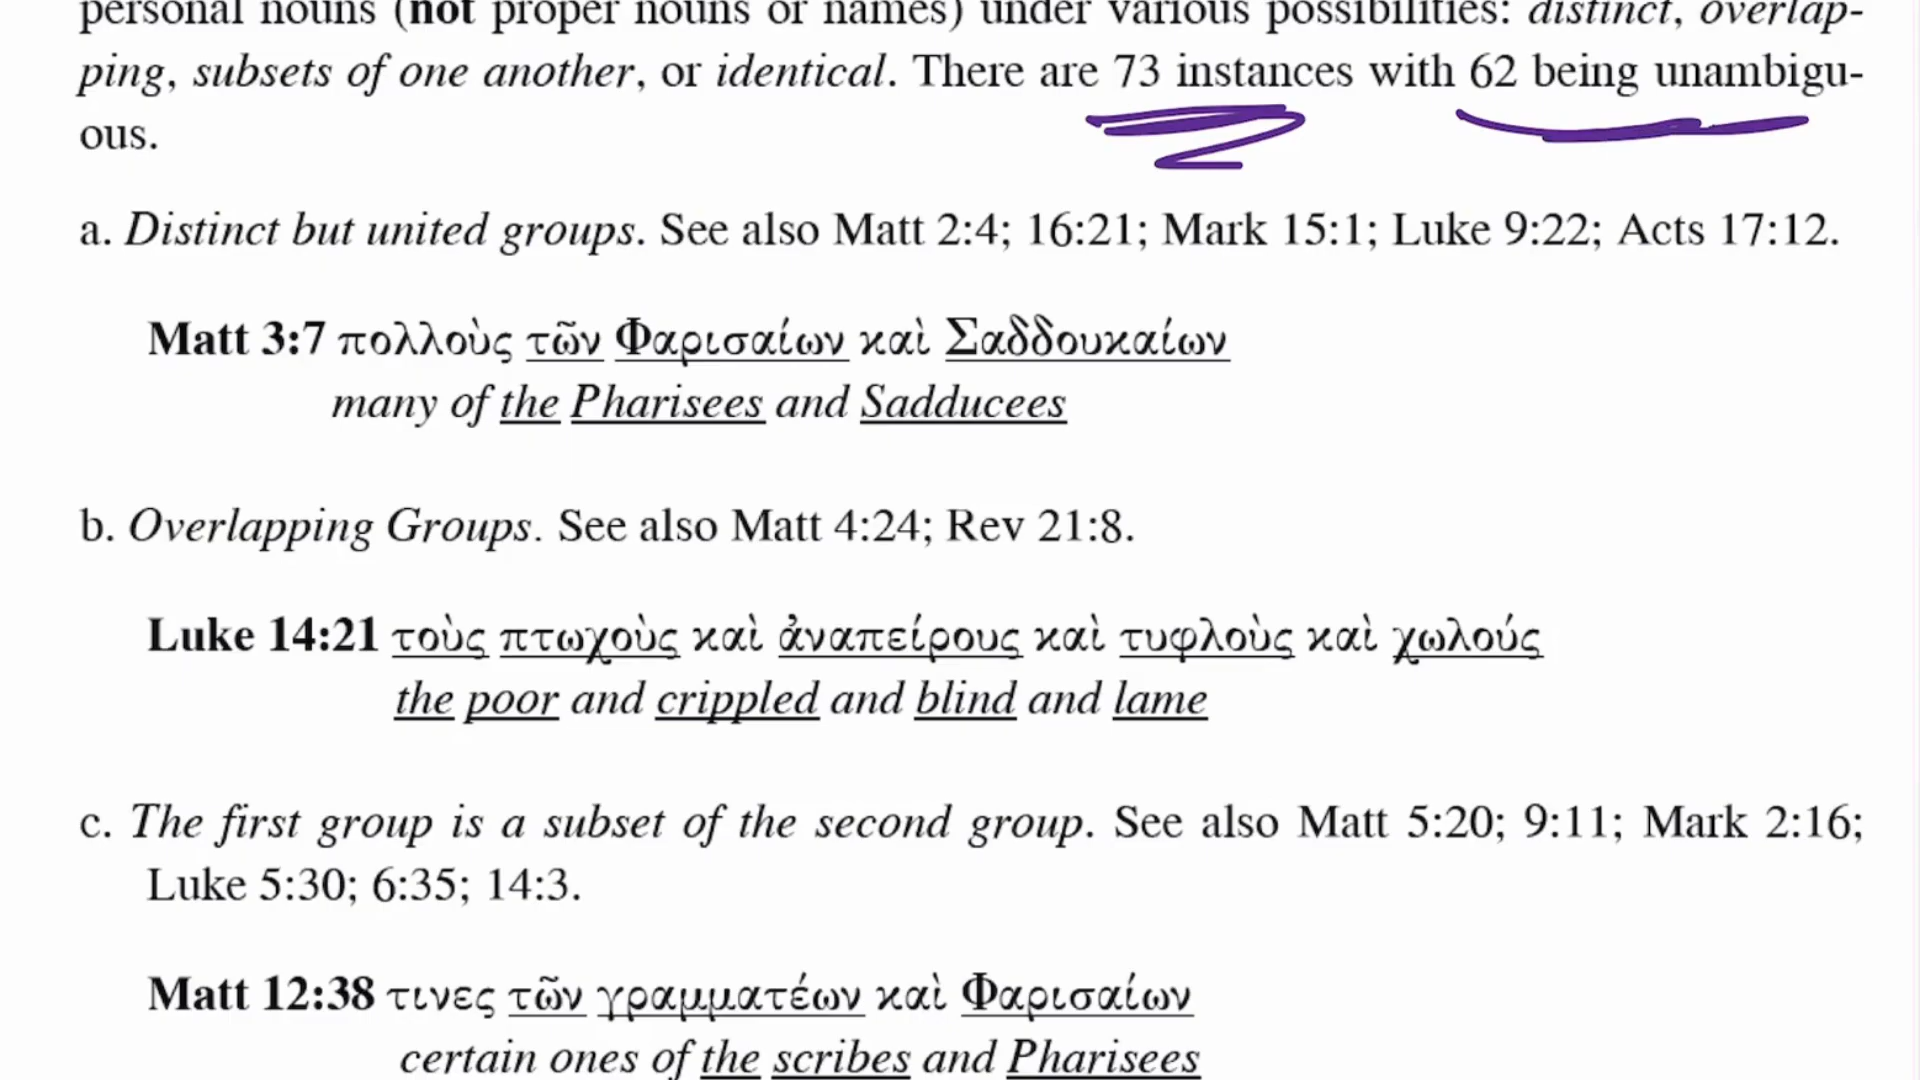 personal nouns (not proper nouns or names) under various possibilities: distinct, overlap-
ping, subsets of one another, or identical. There are 73 instances with 62 being unambigu-
ous.
a. Distinct but united groups. See also Matt 2:4; 16:21; Mark 15:1; Luke 9:22; Acts 17:12.
Matt 3:7 πολλοὺς τῶν Φαρισαίων καὶ Σαδδουκαίων
many of the Pharisees and Sadducees
b. Overlapping Groups. See also Matt 4:24; Rev 21:8.
Luke 14:21 τοὺς πτωχοὺς καὶ ἀναπείρους καὶ τυφλοὺς καὶ χωλούς
the poor and crippled and blind and lame
c. The first group is a subset of the second group. See also Matt 5:20; 9:11; Mark 2:16;
Luke 5:30; 6:35; 14:3.
Matt 12:38 τινες τῶν γραμματέων καὶ Φαρισαίων
certain ones of the scribes and Pharisees